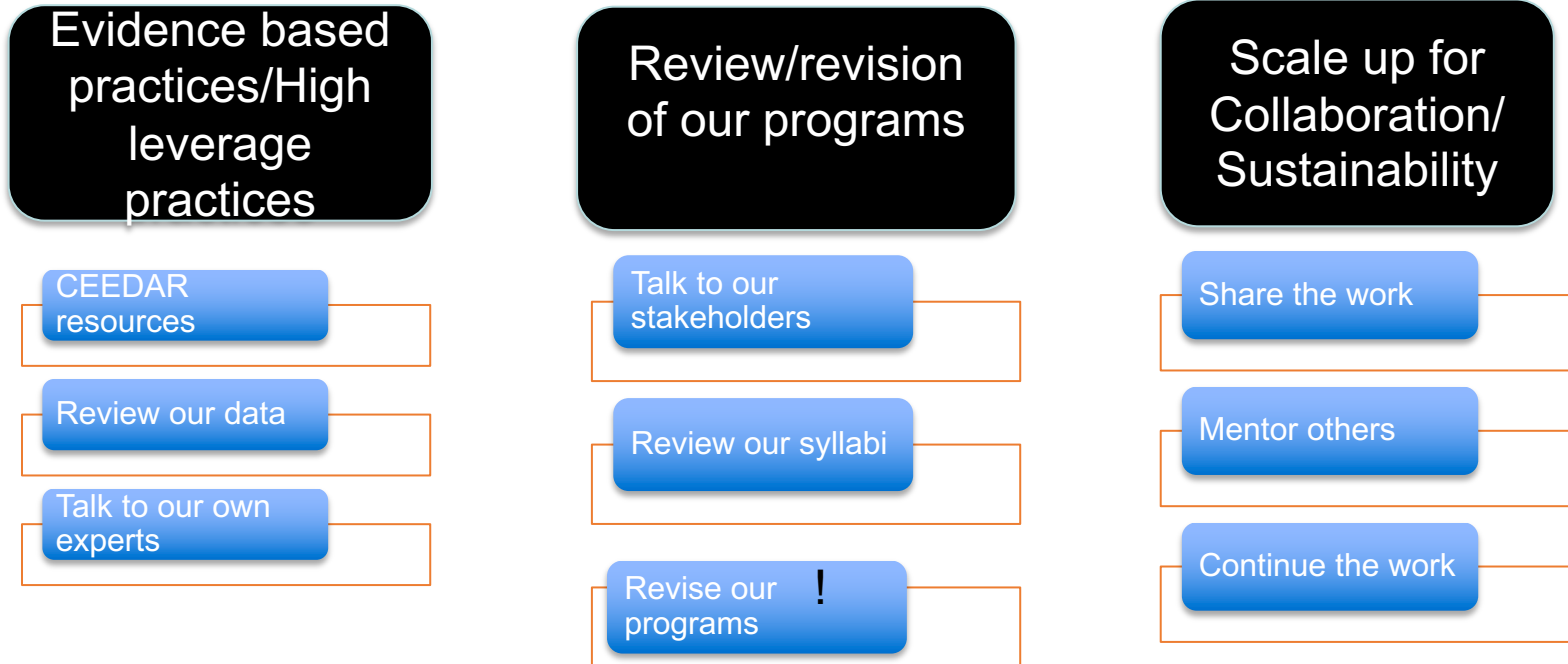 Evidence based
practices/High
leverage
practices
CEEDAR
resources
Review our data
Talk to our own
experts
Review/revision
of our programs
Talk to our
stakeholders
Review our syllabi
Revise our !
programs
Scale up for
Collaboration/
Sustainability
Share the work
Mentor others
Continue the work